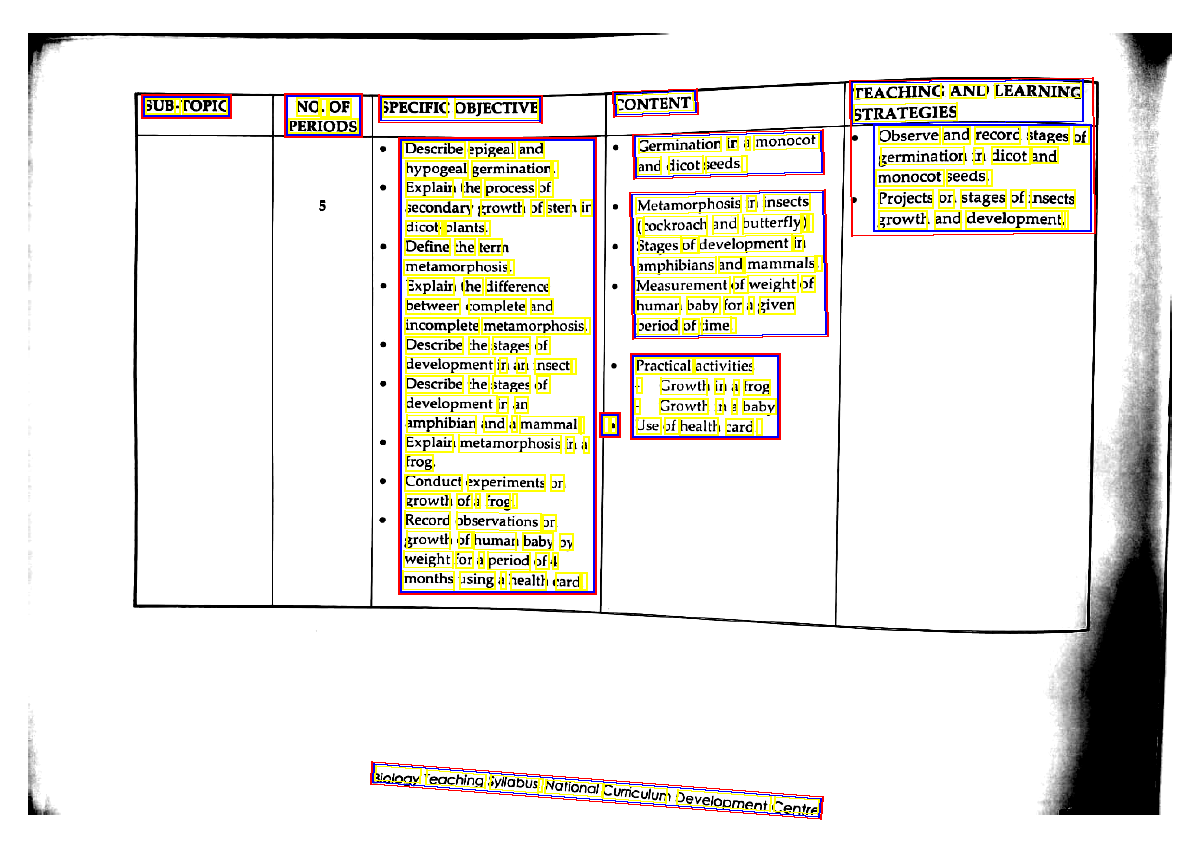 SUB-TOPIC
NO. OF
PERIODS
SPECIFIC OBJECTIVE
CONTENT
TEACHING AND LEARNING
STRATEGIES
5
• Describe epigeal and
hypogeal germination.
• Explain the process of
secondary growth of stem in
dicot plants.
• Define the term
metamorphosis.
• Explain the difference
between complete and
incomplete metamorphosis.
• Describe the stages of
development in an insect
• Describe the stages of
development in an
amphibian and a mammal
• Explain metamorphosis in a
frog.
• Conduct experiments on
growth of a frog.
• Record observations on
growth of human baby by
weight for a period of 4
months using a health card
• Germination in a monocot
and dicot seeds
• Metamorphosis in insects
(cockroach and butterfly)
• Stages of development in
amphibians and mammals.
• Measurement of weight of
human baby for a given
period of time
• Practical activities
- Growth in a frog
- Growth in a baby
• Use of health card
• Observe and record stages of
germination in dicot and
monocot seeds.
• Projects on stages of insects
growth and development.
Biology Teaching Syllabus National Curriculum Development Centre